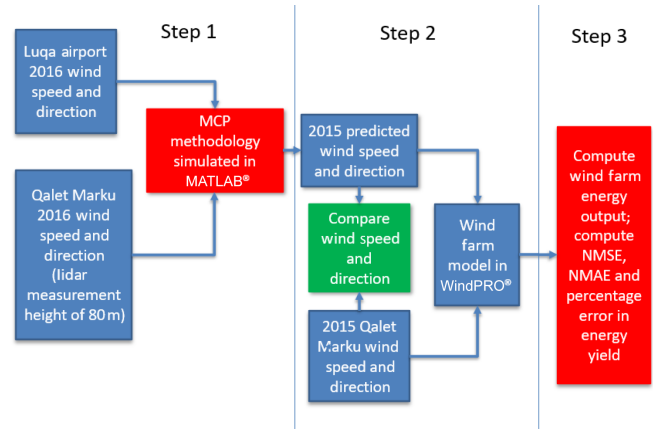 Step 1
Step 2
Step 3
Luqa airport
2016 wind
speed and
direction
MCP
methodology
simulated in
MATLAB®
Qalet Marku
2016 wind
speed and
direction
(lidar
measurement
height of 80 m)
2015 predicted
wind speed
and direction
Compare
wind speed
and
direction
2015 Qalet
Marku wind
speed and
direction
Wind
farm
model in
WindPRO®
Compute
wind farm
energy
output;
compute
NMSE,
NMAE and
percentage
error in
energy
yield